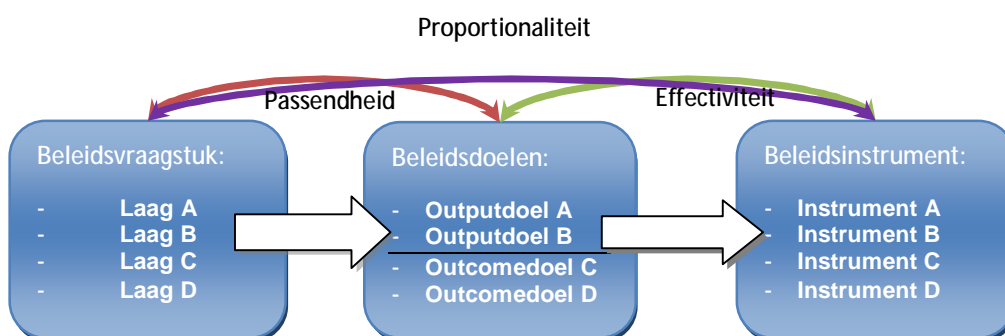 Proportionaliteit
Passendheid
Effectiviteit
Beleidsvraagstuk:
- Laag A
- Laag B
- Laag C
- Laag D
Beleidsdoelen:
- Outputdoel A
- Outputdoel B
- Outcomedoel C
- Outcomedoel D
Beleidsinstrument:
- Instrument A
- Instrument B
- Instrument C
- Instrument D